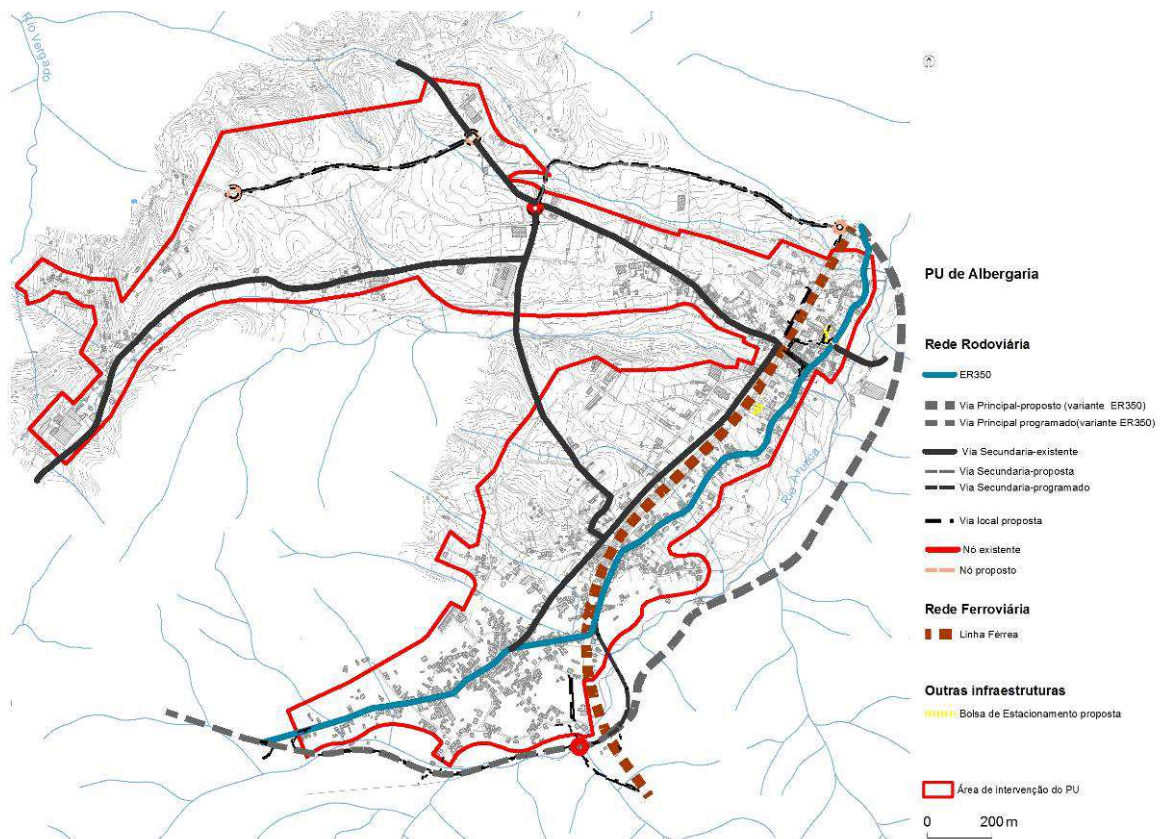 Rio Vergado
Rio Arunca
PU de Albergaria
Rede Rodoviária
ER350
Via Principal-proposto (variante ER350)
Via Principal programado(variante ER350)
Via Secundaria-existente
Via Secundaria-proposta
Via Secundaria-programado
Via local proposta
Nó existente
Nó proposto
Rede Ferroviária
Linha Férrea
Outras infraestruturas
Bolsa de Estacionamento proposta
Área de intervenção do PU
0 200 m